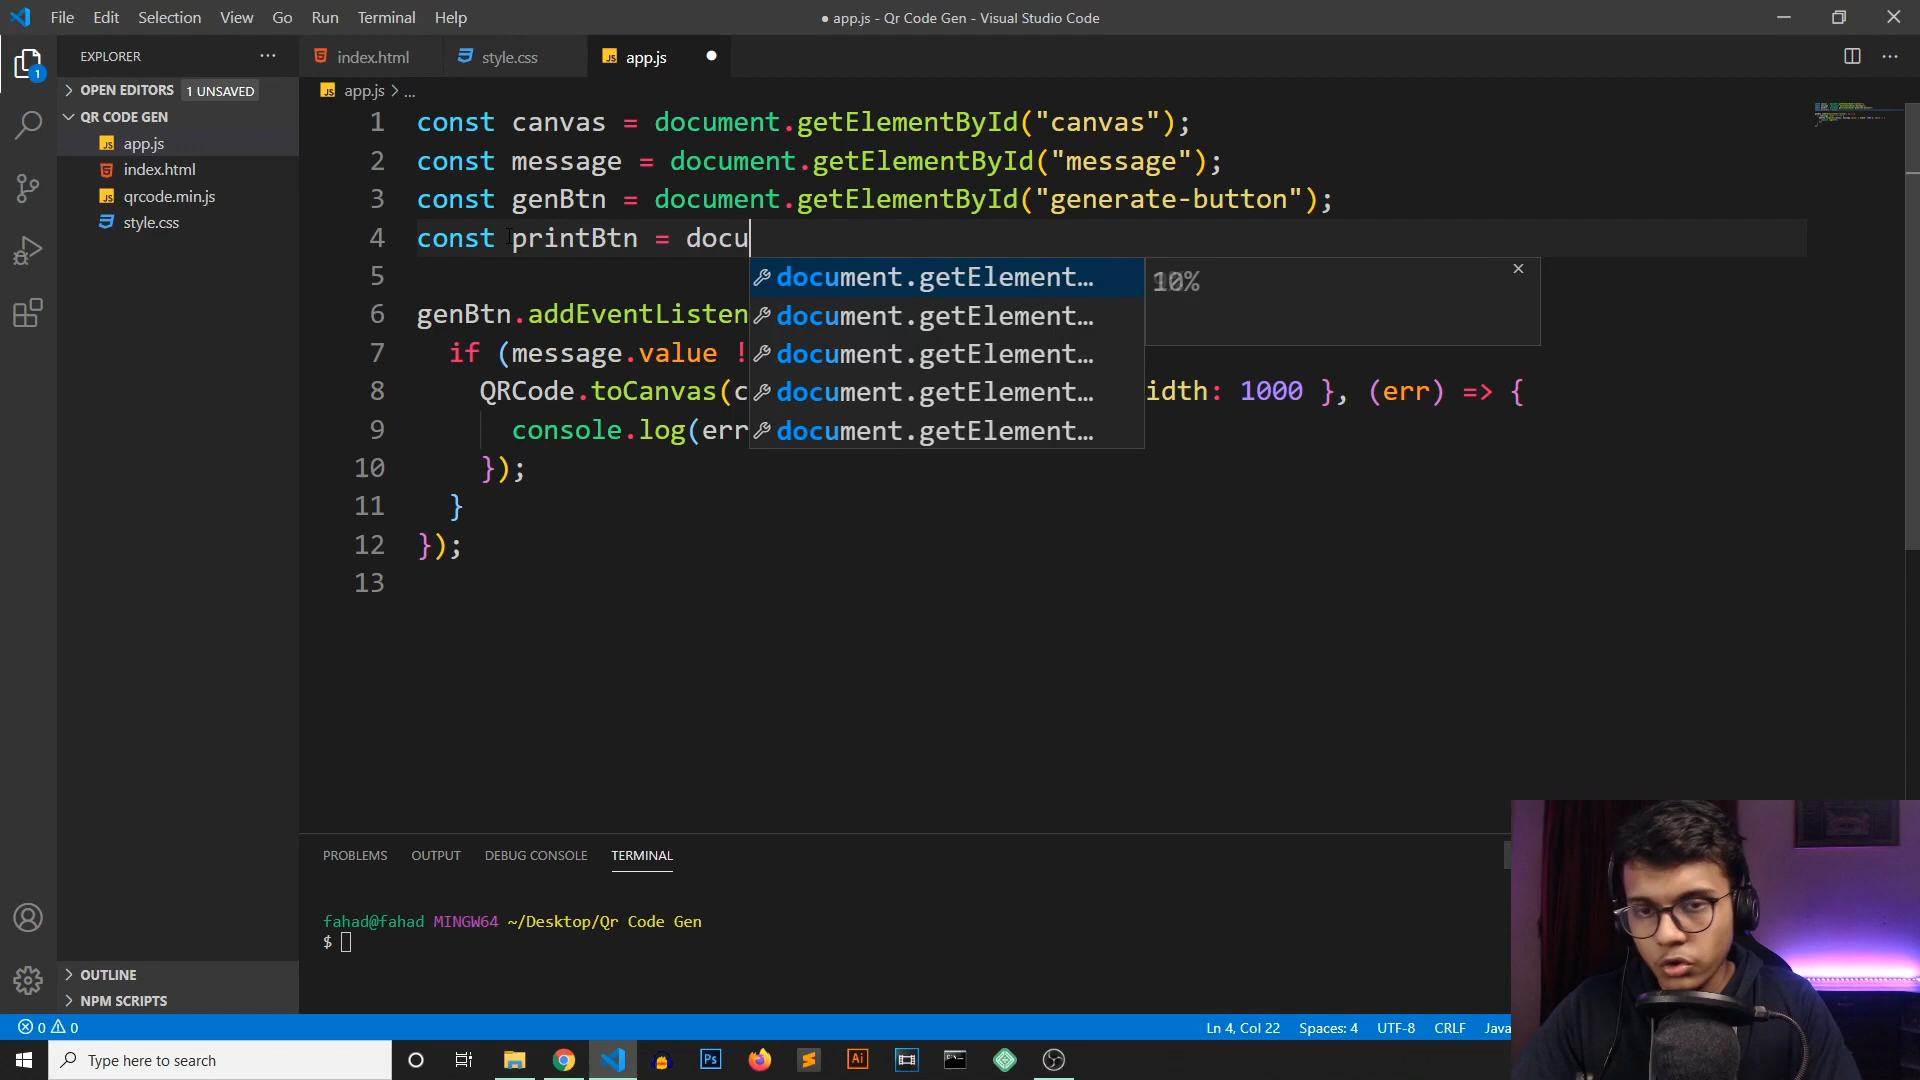 File Edit Selection View Go Run Terminal Help
● app.js - Qr Code Gen - Visual Studio Code
EXPLORER
index.html
style.css
app.js
OPEN EDITORS 1 UNSAVED
app.js > ...
QR CODE GEN
app.js
index.html
qrcode.min.js
style.css
1 const canvas = document.getElementById("canvas");
2 const message = document.getElementById("message");
3 const genBtn = document.getElementById("generate-button");
4 const printBtn = docu
document.getElement…
document.getElement…
document.getElement…
document.getElement…
document.getElement…
5
6 genBtn.addEventListen
7 if (message.value !
8 QRCode.toCanvas(c idth: 1000 }, (err) => {
9 console.log(err
10 });
11 }
12 });
13
PROBLEMS OUTPUT DEBUG CONSOLE TERMINAL
fahad@fahad MINGW64 ~/Desktop/Qr Code Gen
$
OUTLINE
NPM SCRIPTS
1
0 0
Ln 4, Col 22 Spaces: 4 UTF-8 CRLF Java
Type here to search
Ps
Ai